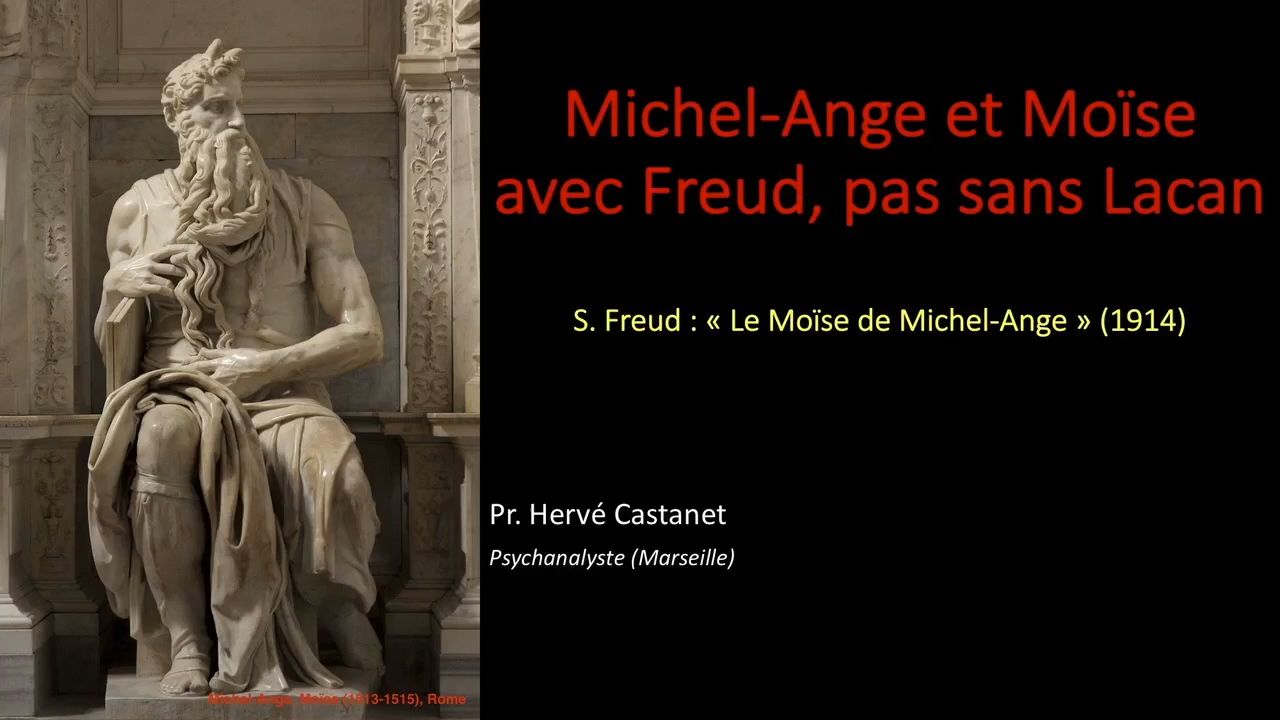 Michel-Ange et Moïse
avec Freud, pas sans Lacan
S. Freud : « Le Moïse de Michel-Ange » (1914)
Pr. Hervé Castanet
Psychanalyste (Marseille)
Michel-Ange, Moïse (1513-1515), Rome